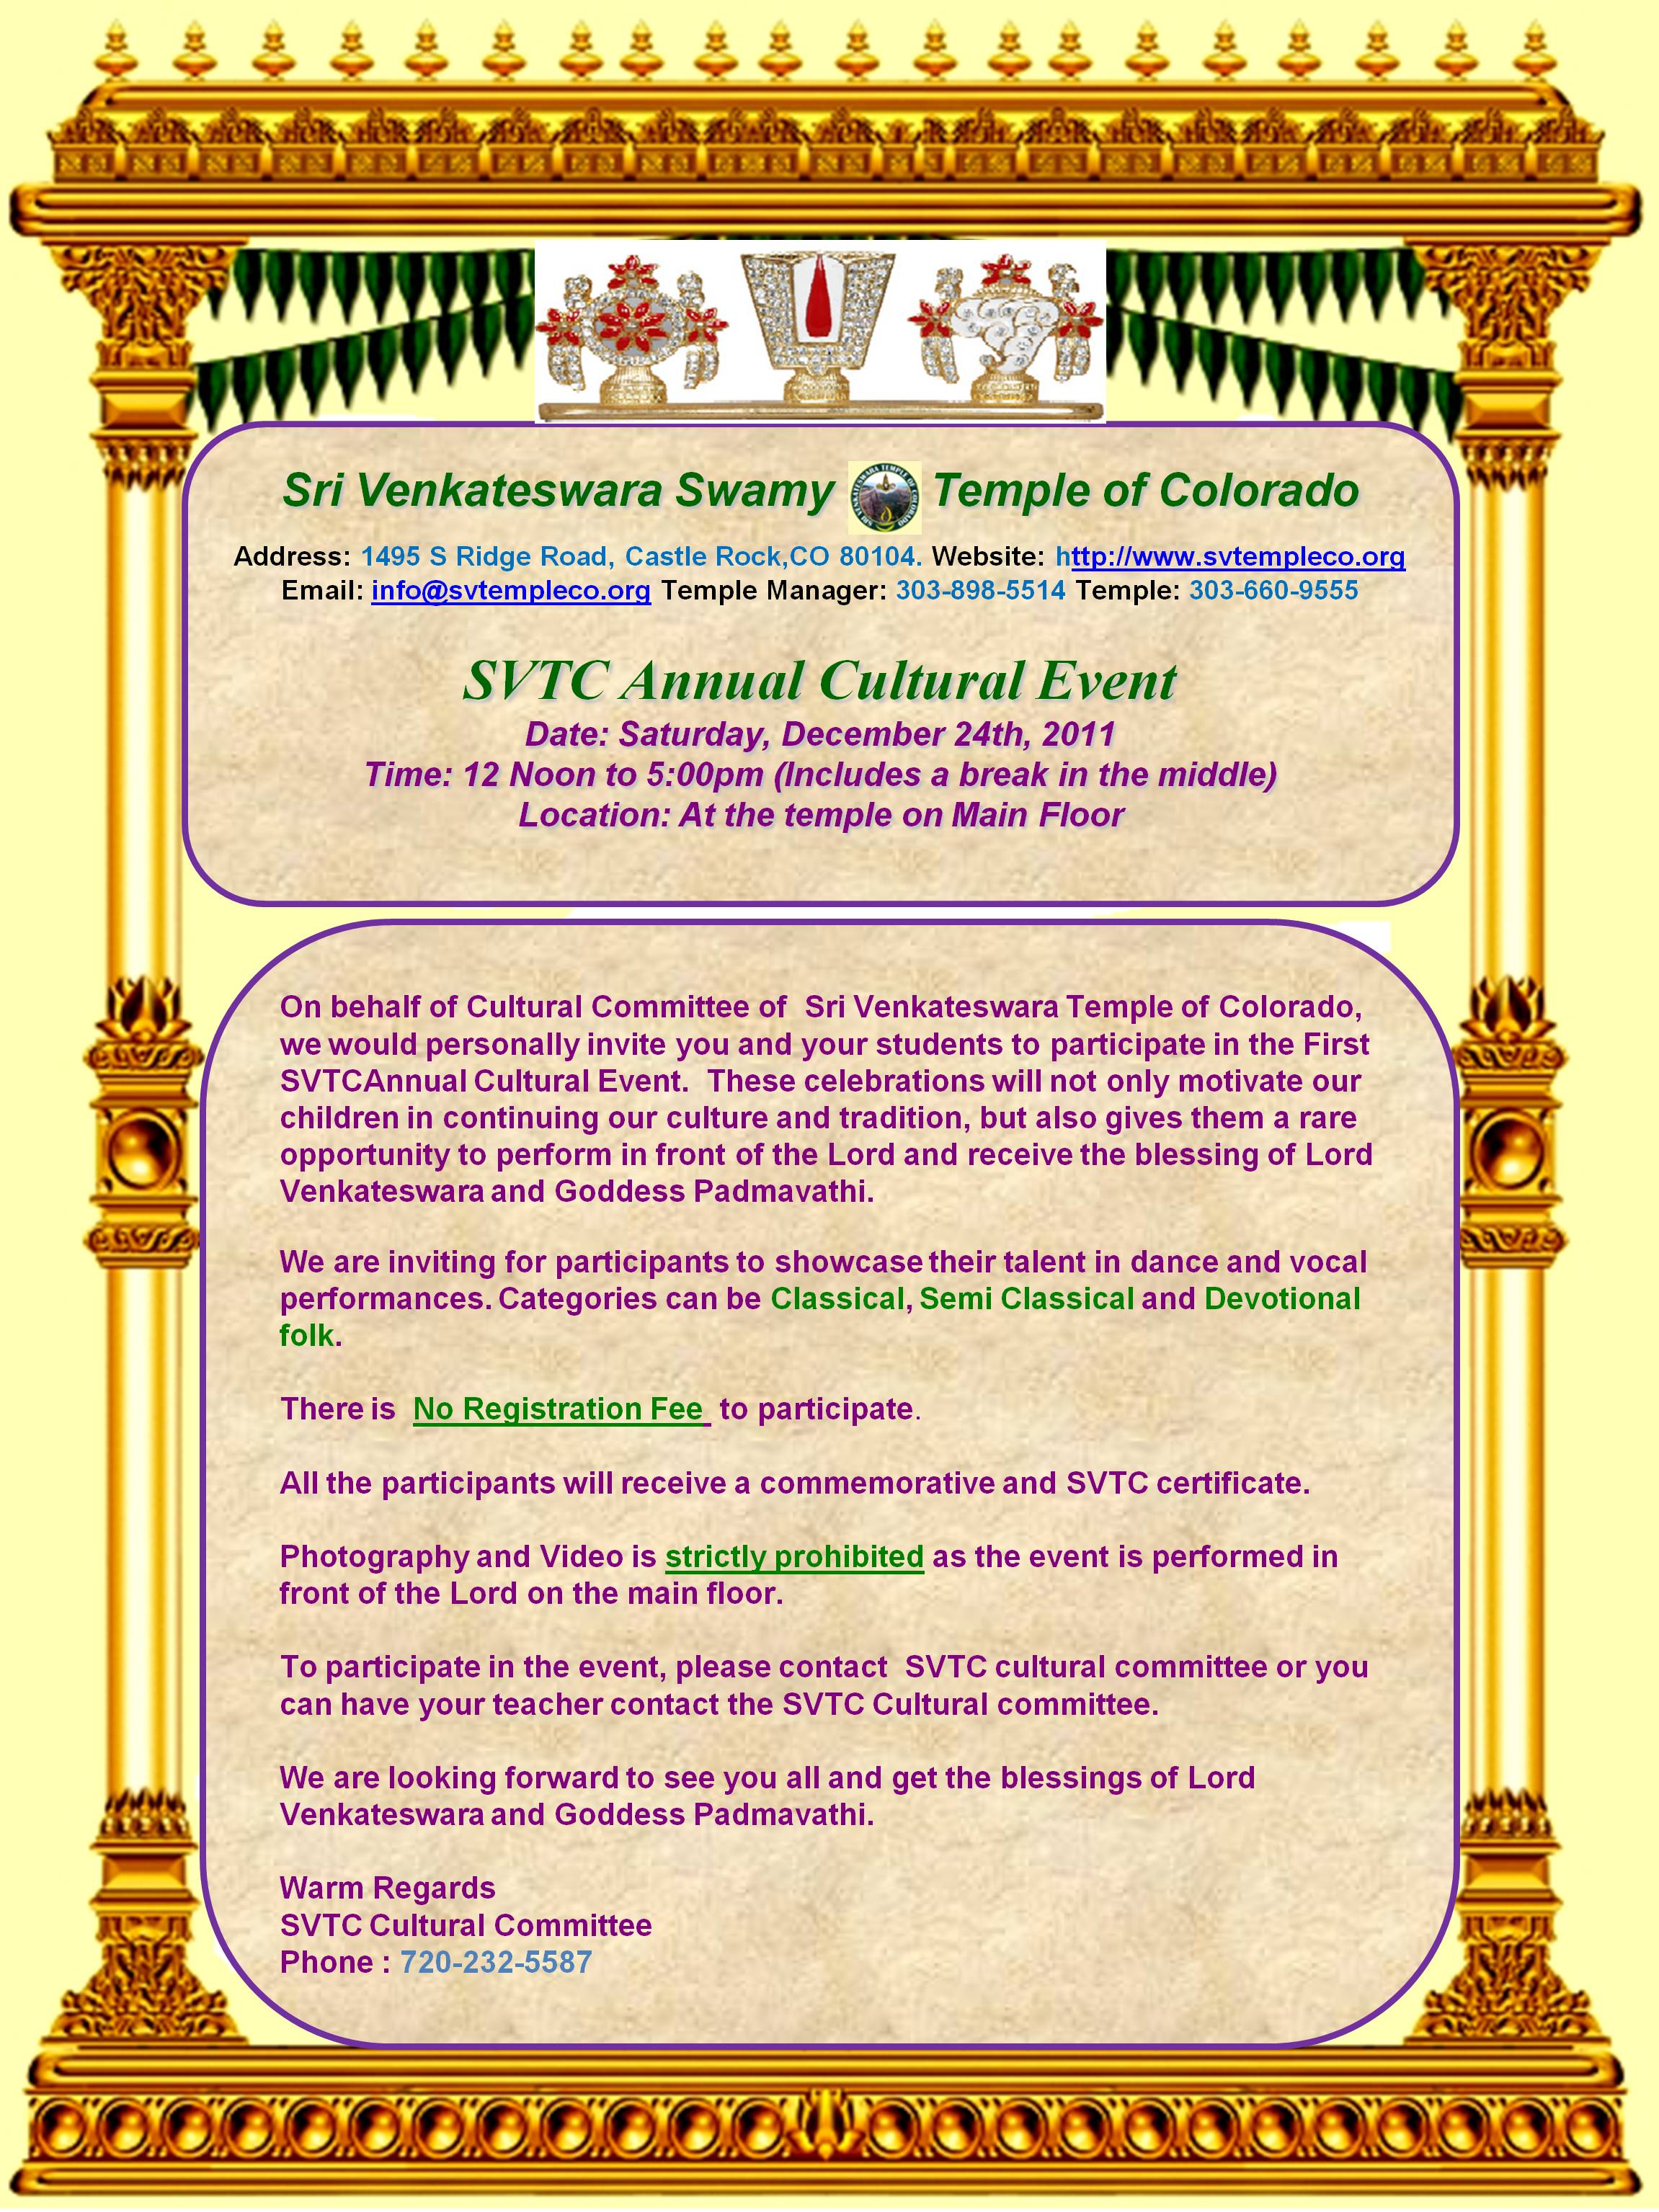 Sri Venkateswara Swamy Temple of Colorado
SRI VENKATESWARA TEMPLE OF COLORADO
Address: 1495 S Ridge Road, Castle Rock,CO 80104. Website: http://www.svtempleco.org
Email: info@svtempleco.org Temple Manager: 303-898-5514 Temple: 303-660-9555
SVTC Annual Cultural Event
Date: Saturday, December 24th, 2011
Time: 12 Noon to 5:00pm (Includes a break in the middle)
Location: At the temple on Main Floor
On behalf of Cultural Committee of Sri Venkateswara Temple of Colorado,
we would personally invite you and your students to participate in the First
SVTCAnnual Cultural Event. These celebrations will not only motivate our
children in continuing our culture and tradition, but also gives them a rare
opportunity to perform in front of the Lord and receive the blessing of Lord
Venkateswara and Goddess Padmavathi.
We are inviting for participants to showcase their talent in dance and vocal
performances. Categories can be Classical, Semi Classical and Devotional
folk.
There is No Registration Fee to participate.
All the participants will receive a commemorative and SVTC certificate.
Photography and Video is strictly prohibited as the event is performed in
front of the Lord on the main floor.
To participate in the event, please contact SVTC cultural committee or you
can have your teacher contact the SVTC Cultural committee.
We are looking forward to see you all and get the blessings of Lord
Venkateswara and Goddess Padmavathi.
Warm Regards
SVTC Cultural Committee
Phone : 720-232-5587